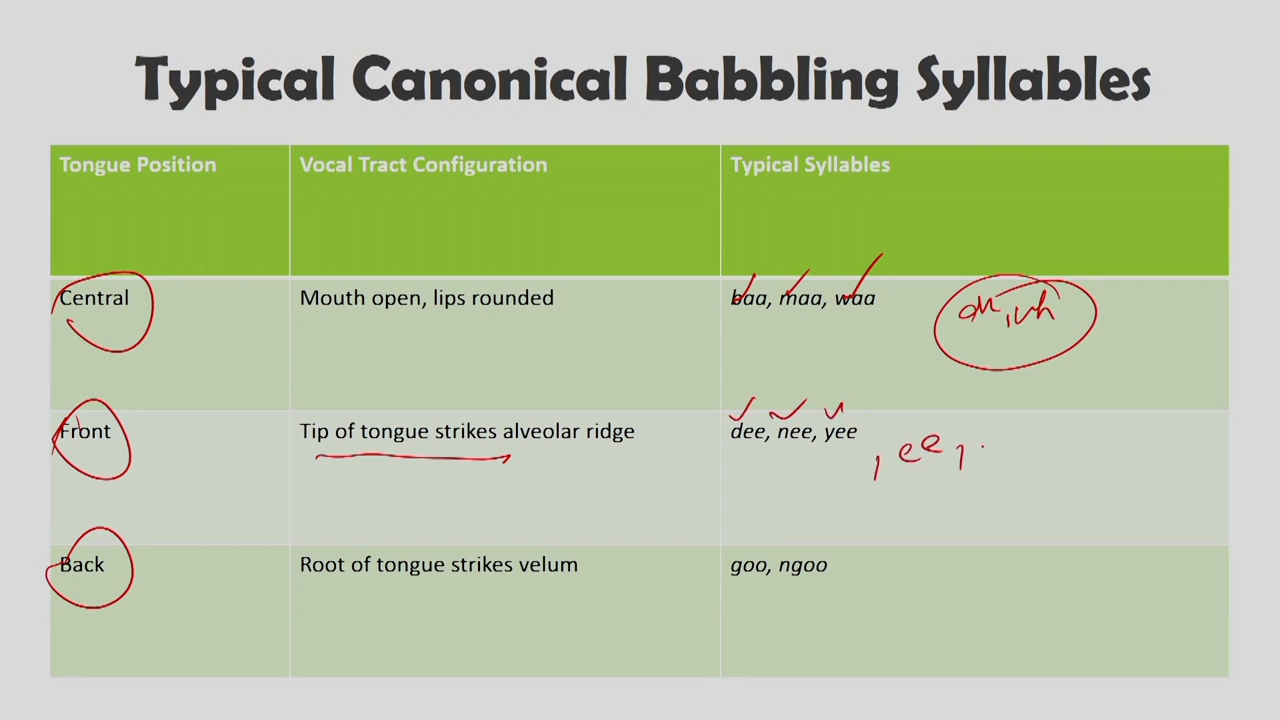 Typical Canonical Babbling Syllables
Tongue Position Vocal Tract Configuration Typical Syllables
Central Mouth open, lips rounded baa, maa, waa
Front Tip of tongue strikes alveolar ridge dee, nee, yee
, ee, .
Back Root of tongue strikes velum goo, ngoo